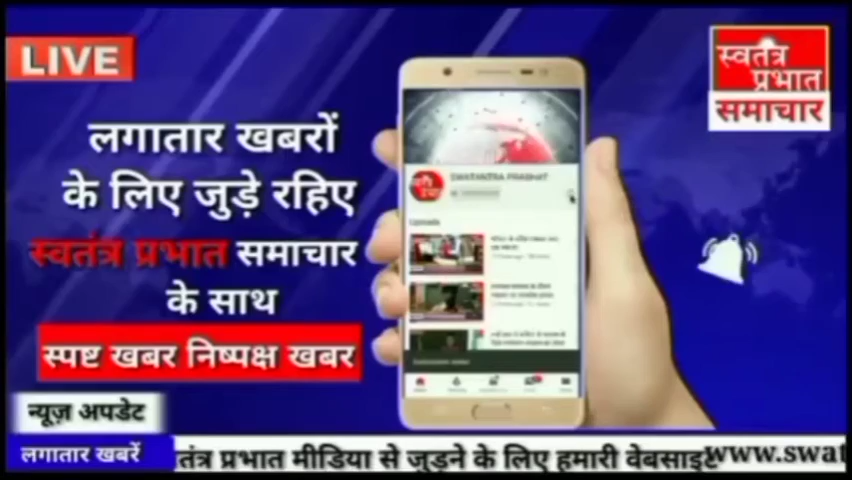 LIVE
स्वतंत्र
प्रभात
समाचार
लगातार खबरों
के लिए जुड़े रहिए
स्वतंत्र प्रभात समाचार
के साथ
स्पष्ट खबर निष्पक्ष खबर
SWATANTRA PRABHAT
Uploads
न्यूज़ अपडेट
लगातार खबरें
तंत्र प्रभात मीडिया से जुड़ने के लिए हमारी वेबसाइट www.swat